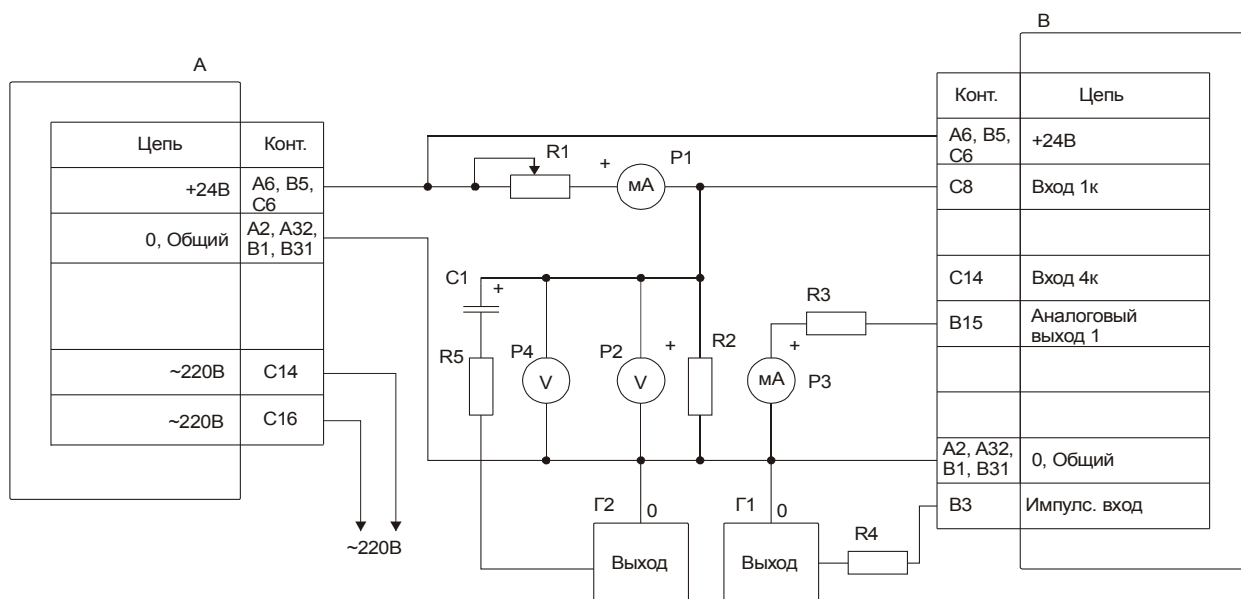 A
Цепь
Конт.
+24В
A6, B5,
C6
0, Общий
A2, A32,
B1, B31
~220В
C14
~220В
C16
~220В
R1
+
P1
мА
C1
+
R5
P4
V
P2
+
V
R2
R3
+
мА
P3
Г2
0
Выход
Г1
0
Выход
R4
B
Конт.
Цепь
A6, B5,
C6
+24В
C8
Вход 1к
C14
Вход 4к
B15
Аналоговый
выход 1
A2, A32,
B1, B31
0, Общий
B3
Импулс. вход